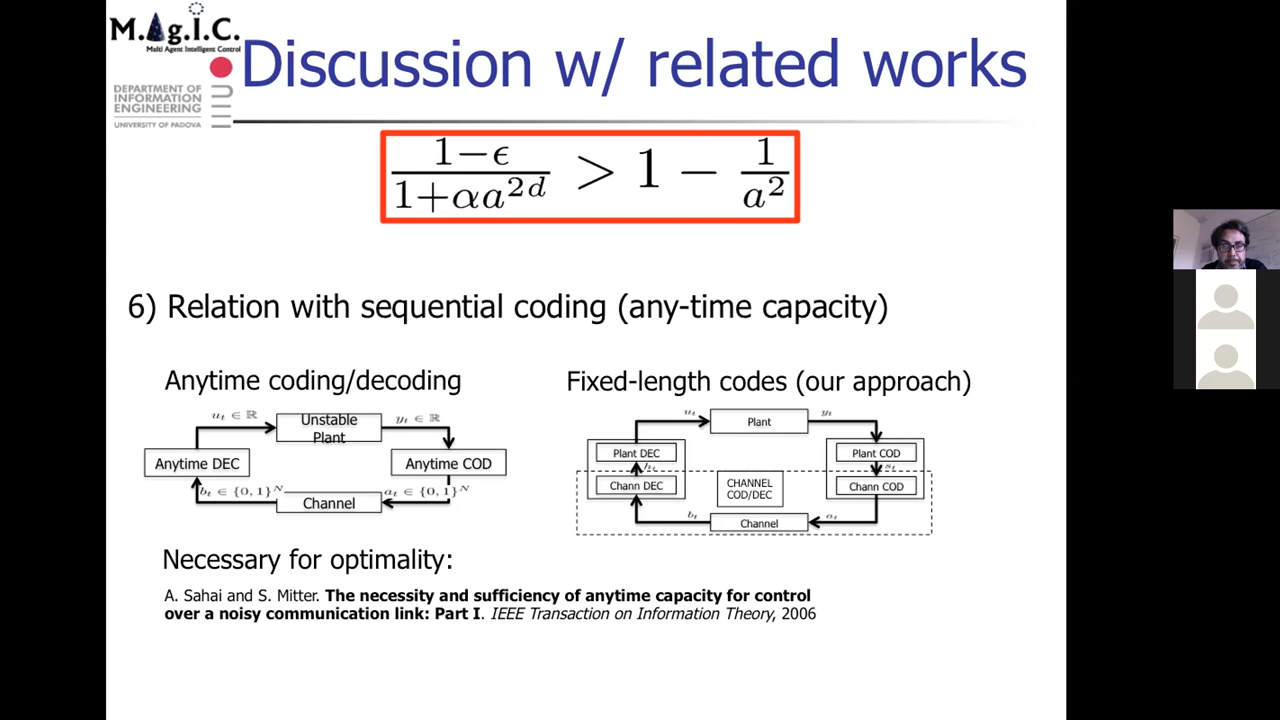 M.Ag.I.C.
Multi Agent Intelligent Control
DEPARTMENT OF
INFORMATION
ENGINEERING
UNIVERSITY OF PADOVA
Discussion w/ related works
(1−ϵ)/(1+αa^{2d}) > 1 − 1/a^2
6) Relation with sequential coding (any-time capacity)
Anytime coding/decoding
u_t ∈ ℝ
Unstable
Plant
y_t ∈ ℝ
Anytime DEC
Anytime COD
b_t ∈ {0, 1}^N
Channel
a_t ∈ {0, 1}^N
Fixed-length codes (our approach)
u_t
Plant
y_t
Plant DEC
Plant COD
h_t
s_t
Chann DEC
CHANNEL
COD/DEC
Chann COD
b_t
Channel
a_t
Necessary for optimality:
A. Sahai and S. Mitter. The necessity and sufficiency of anytime capacity for control
over a noisy communication link: Part I. IEEE Transaction on Information Theory, 2006